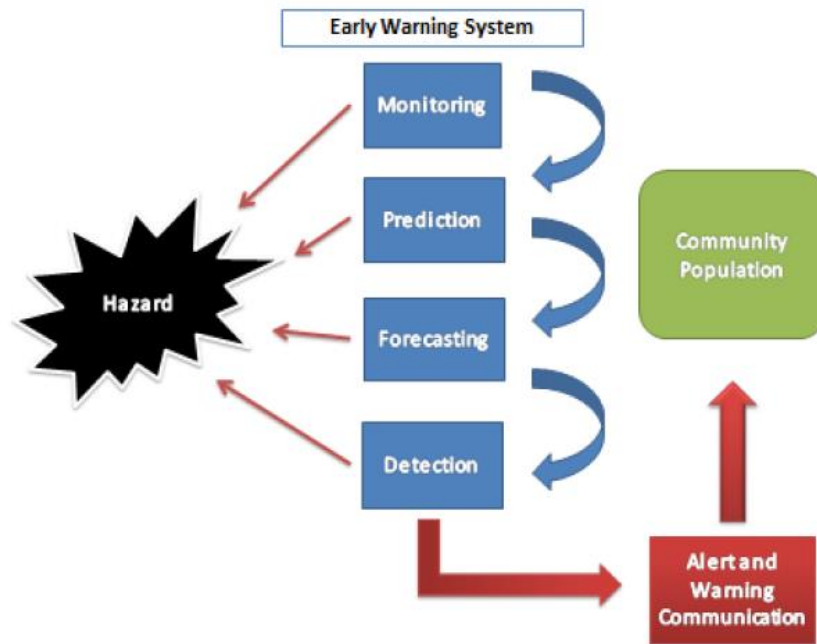 Early Warning System
Monitoring
Prediction
Hazard
Community
Population
Forecasting
Detection
Alert and
Warning
Communication